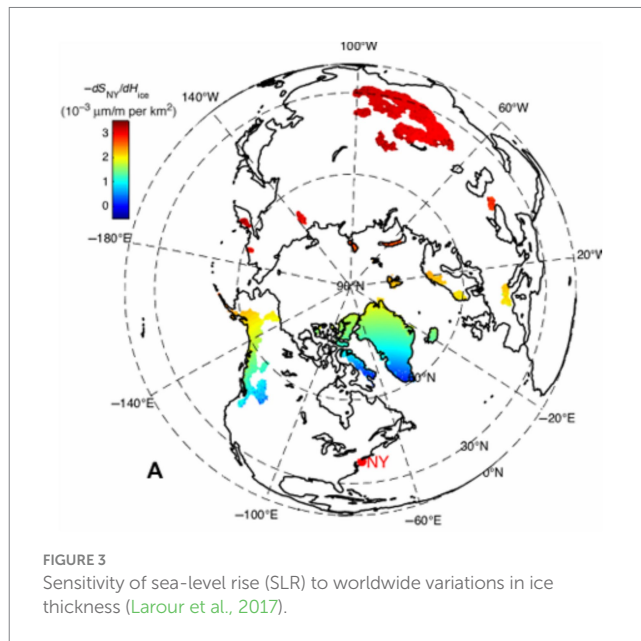 100°W
−dS_NY/dH_ice
(10⁻³ μm/m per km²)
3
2
1
0
140°W
60°W
−180°E
20°W
90°N
−140°E
60°N
−20°E
30°N
0°N
A
NY
−100°E
−60°E
FIGURE 3
Sensitivity of sea-level rise (SLR) to worldwide variations in ice
thickness (Larour et al., 2017).